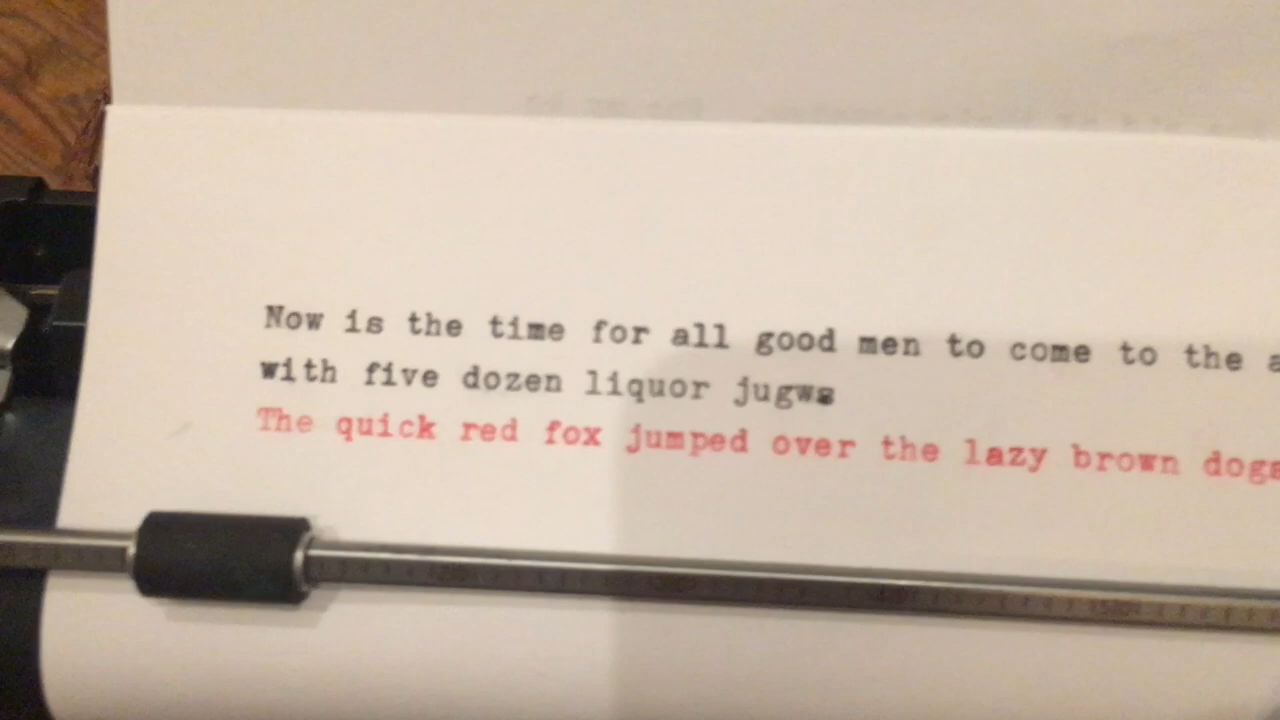 Now is the time for all good men to come to the a
with five dozen liquor jugws
The quick red fox jumped over the lazy brown dogs